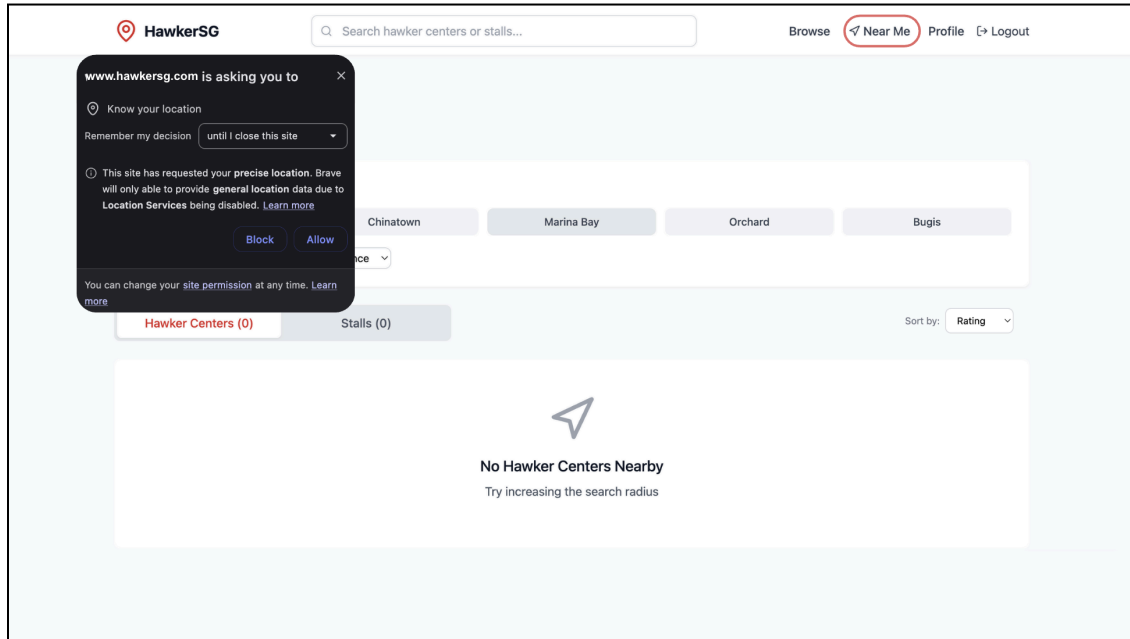 HawkerSG
Search hawker centers or stalls...
Browse
Near Me
Profile
Logout
www.hawkersg.com is asking you to
Know your location
Remember my decision
until I close this site
This site has requested your precise location. Brave
will only able to provide general location data due to
Location Services being disabled. Learn more
Block
Allow
You can change your site permission at any time. Learn
more
Chinatown
Marina Bay
Orchard
Bugis
nce
Hawker Centers (0)
Stalls (0)
Sort by:
Rating
No Hawker Centers Nearby
Try increasing the search radius